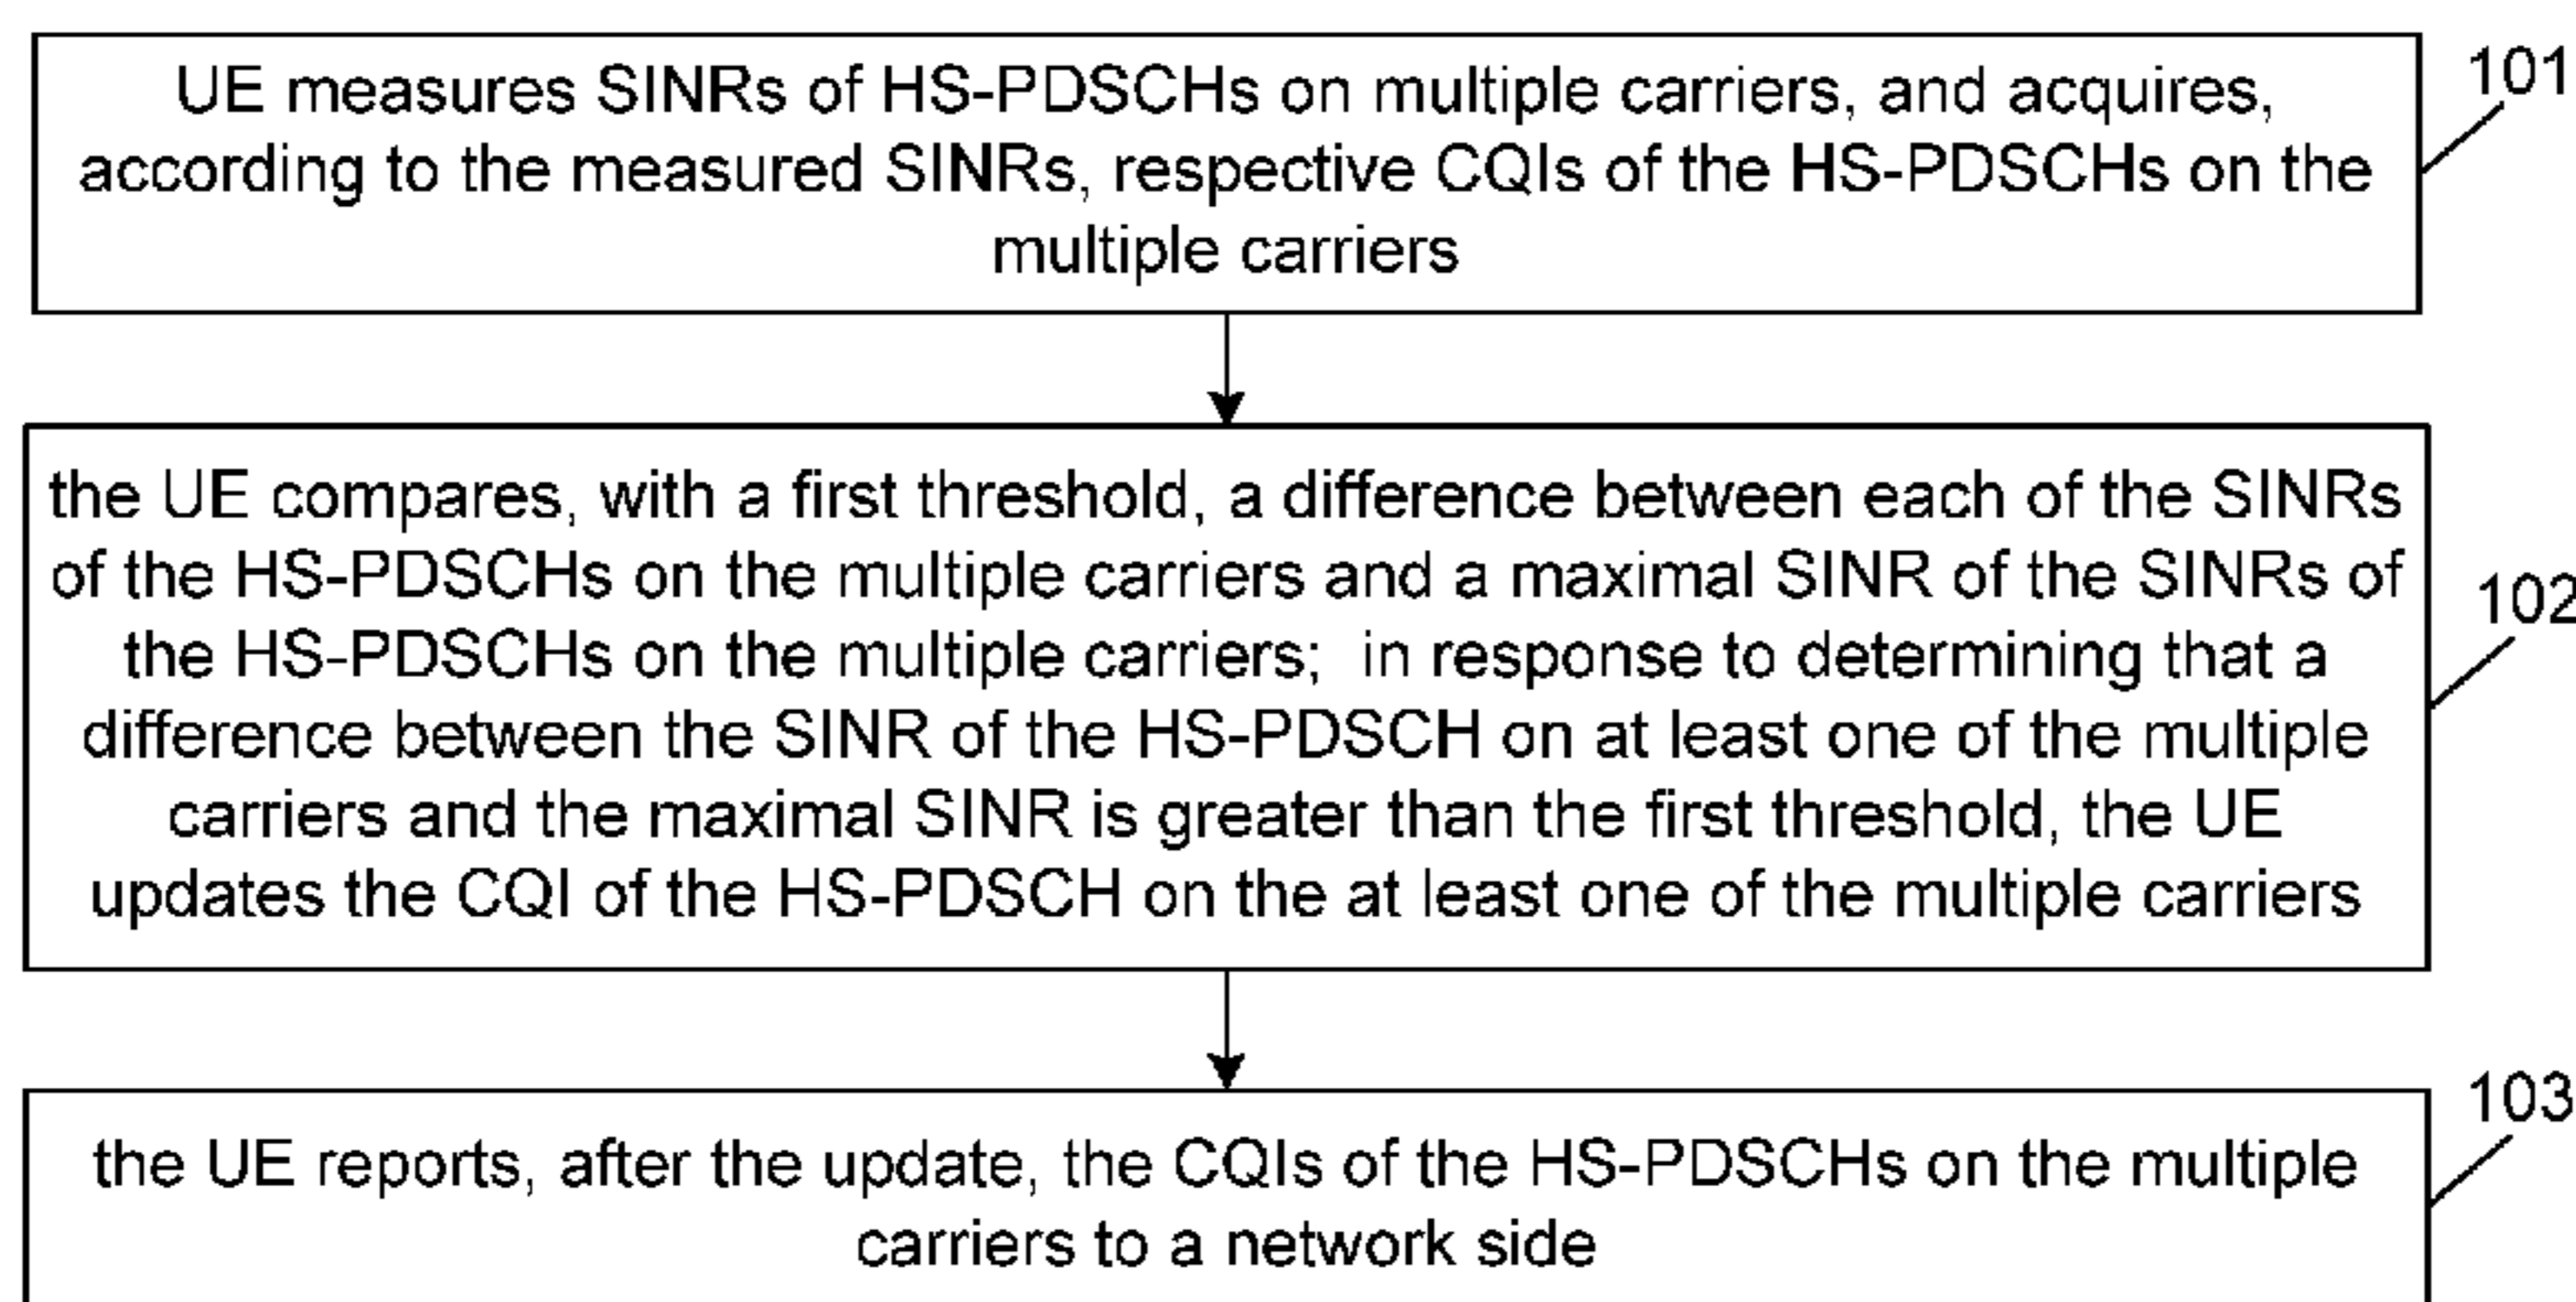 UE measures SINRs of HS-PDSCHs on multiple carriers, and acquires,
according to the measured SINRs, respective CQIs of the HS-PDSCHs on the
multiple carriers
101
the UE compares, with a first threshold, a difference between each of the SINRs
of the HS-PDSCHs on the multiple carriers and a maximal SINR of the SINRs of
the HS-PDSCHs on the multiple carriers; in response to determining that a
difference between the SINR of the HS-PDSCH on at least one of the multiple
carriers and the maximal SINR is greater than the first threshold, the UE
updates the CQI of the HS-PDSCH on the at least one of the multiple carriers
102
the UE reports, after the update, the CQIs of the HS-PDSCHs on the multiple
carriers to a network side
103